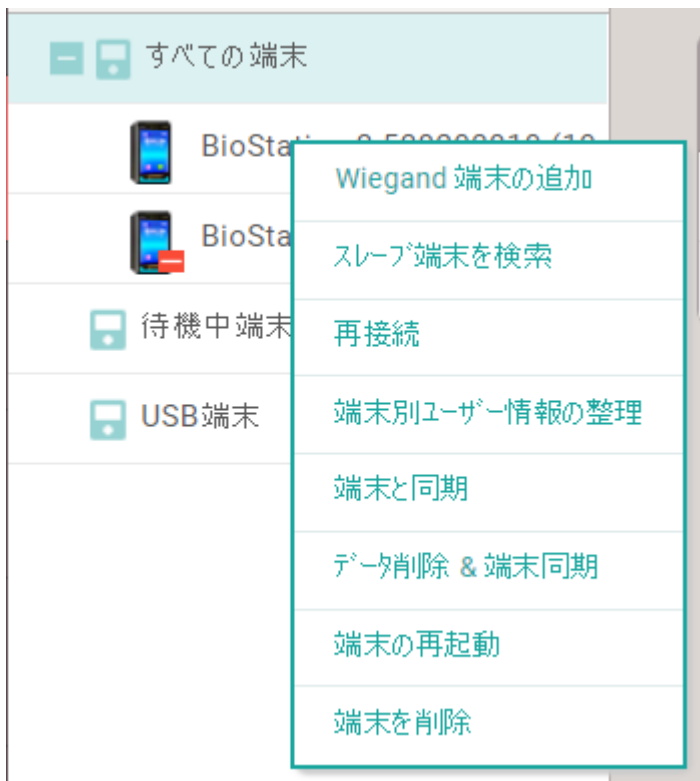 すべての端末
BioSta
Wiegand 端末の追加
BioSta
スレーブ端末を検索
待機中端末
再接続
USB端末
端末別ユーザー情報の整理
端末と同期
データ削除 & 端末同期
端末の再起動
端末を削除